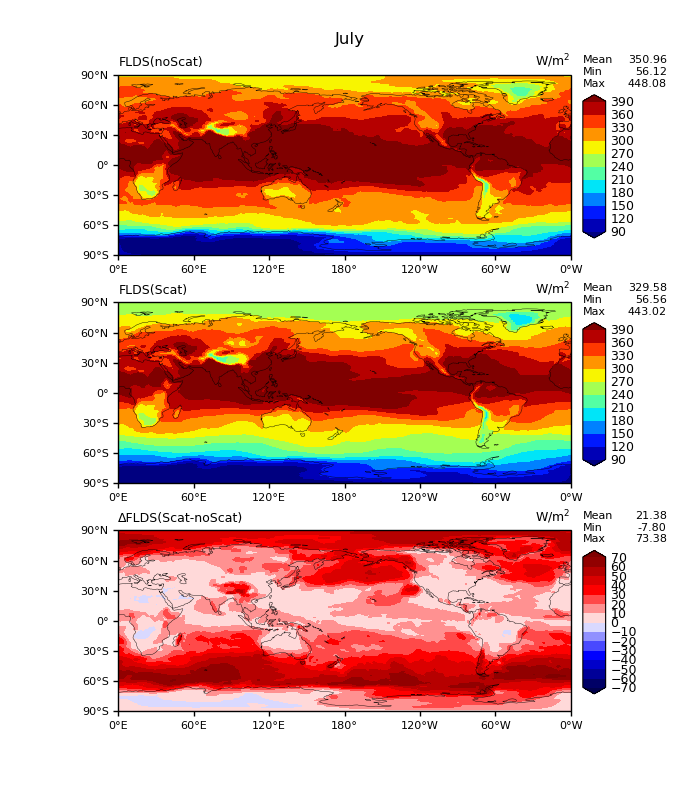 July
FLDS(noScat) W/m²
Mean 350.96
Min 56.12
Max 448.08
90°N
60°N
30°N
0°
30°S
60°S
90°S
0°E 60°E 120°E 180° 120°W 60°W 0°W
390
360
330
300
270
240
210
180
150
120
90
FLDS(Scat) W/m²
Mean 329.58
Min 56.56
Max 443.02
90°N
60°N
30°N
0°
30°S
60°S
90°S
0°E 60°E 120°E 180° 120°W 60°W 0°W
390
360
330
300
270
240
210
180
150
120
90
ΔFLDS(Scat-noScat) W/m²
Mean 21.38
Min -7.80
Max 73.38
90°N
60°N
30°N
0°
30°S
60°S
90°S
0°E 60°E 120°E 180° 120°W 60°W 0°W
70
60
50
40
30
20
10
0
−10
−20
−30
−40
−50
−60
−70